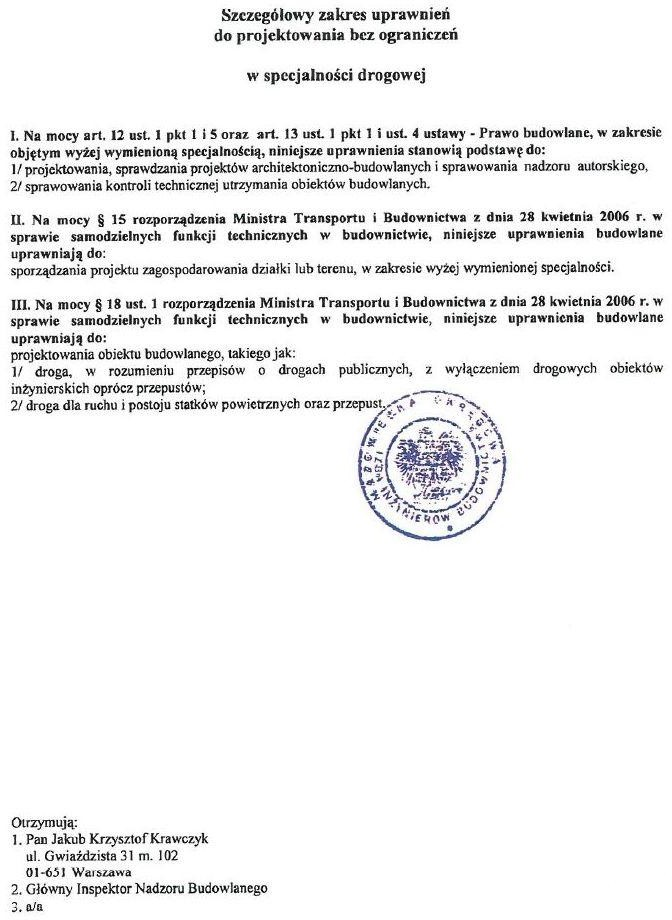 Szczegółowy zakres uprawnień
do projektowania bez ograniczeń
w specjalności drogowej
I. Na mocy art. 12 ust. 1 pkt 1 i 5 oraz art. 13 ust. 1 pkt 1 i ust. 4 ustawy - Prawo budowlane, w zakresie
objętym wyżej wymienioną specjalnością, niniejsze uprawnienia stanowią podstawę do:
1/ projektowania, sprawdzania projektów architektoniczno-budowlanych i sprawowania nadzoru autorskiego,
2/ sprawowania kontroli technicznej utrzymania obiektów budowlanych.
II. Na mocy § 15 rozporządzenia Ministra Transportu i Budownictwa z dnia 28 kwietnia 2006 r. w
sprawie samodzielnych funkcji technicznych w budownictwie, niniejsze uprawnienia budowlane
uprawniają do:
sporządzania projektu zagospodarowania działki lub terenu, w zakresie wyżej wymienionej specjalności.
III. Na mocy § 18 ust. 1 rozporządzenia Ministra Transportu i Budownictwa z dnia 28 kwietnia 2006 r. w
sprawie samodzielnych funkcji technicznych w budownictwie, niniejsze uprawnienia budowlane
uprawniają do:
projektowania obiektu budowlanego, takiego jak:
1/ droga, w rozumieniu przepisów o drogach publicznych, z wyłączeniem drogowych obiektów
inżynierskich oprócz przepustów;
2/ droga dla ruchu i postoju statków powietrznych oraz przepust.
MAZOWIECKA OKRĘGOWA
IZBA INŻYNIERÓW BUDOWNICTWA
Otrzymują:
1. Pan Jakub Krzysztof Krawczyk
ul. Gwiaździsta 31 m. 102
01-651 Warszawa
2. Główny Inspektor Nadzoru Budowlanego
3. a/a